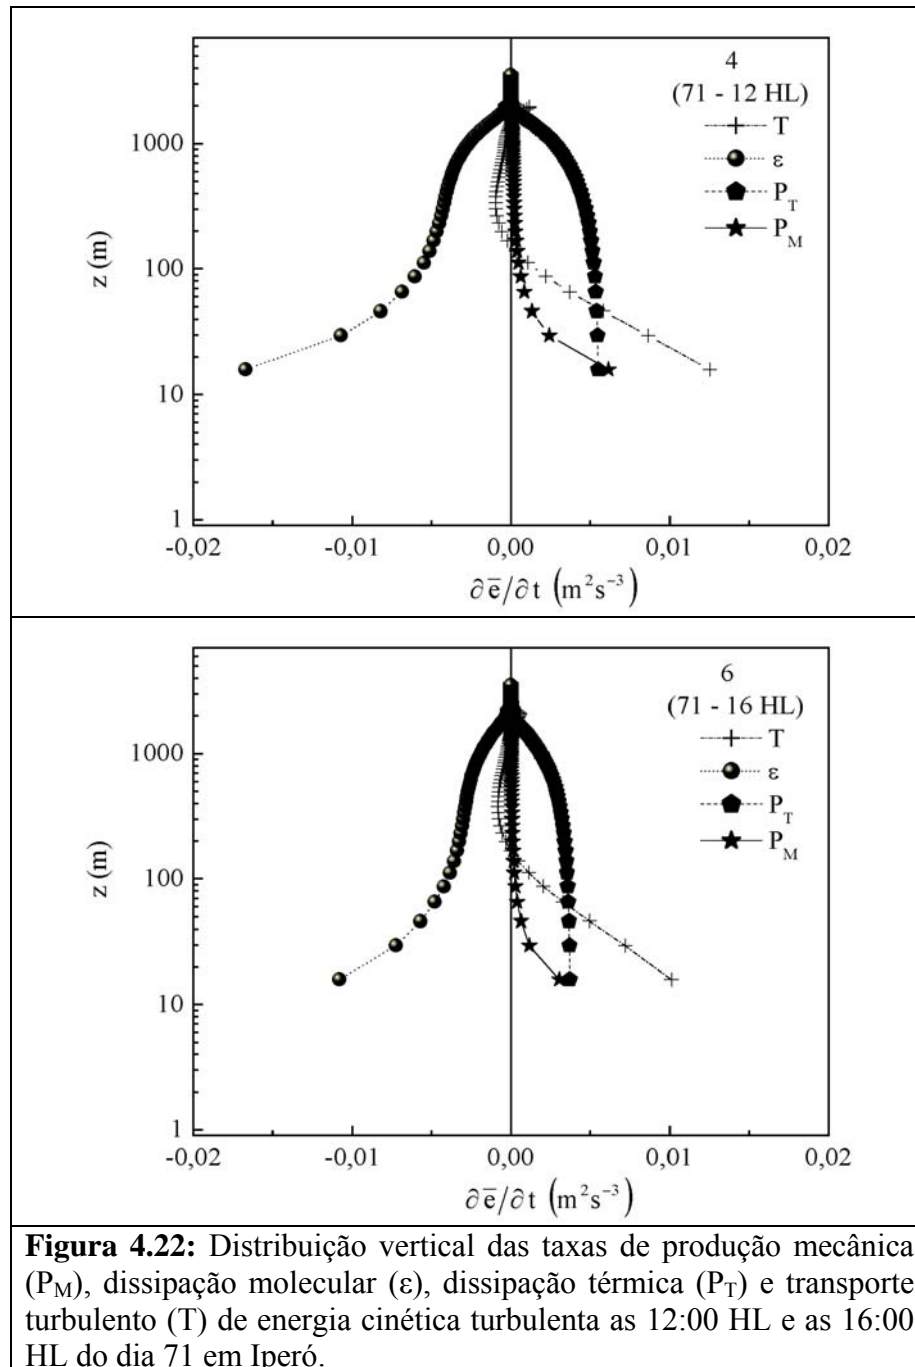 4
(71 - 12 HL)
T
ε
P_T
P_M
1000
100
10
1
z (m)
-0,02 -0,01 0,00 0,01 0,02
∂e̅/∂t (m²s⁻³)
6
(71 - 16 HL)
T
ε
P_T
P_M
1000
100
10
1
z (m)
-0,02 -0,01 0,00 0,01 0,02
∂e̅/∂t (m²s⁻³)
Figura 4.22: Distribuição vertical das taxas de produção mecânica
(P_M), dissipação molecular (ε), dissipação térmica (P_T) e transporte
turbulento (T) de energia cinética turbulenta as 12:00 HL e as 16:00
HL do dia 71 em Iperó.